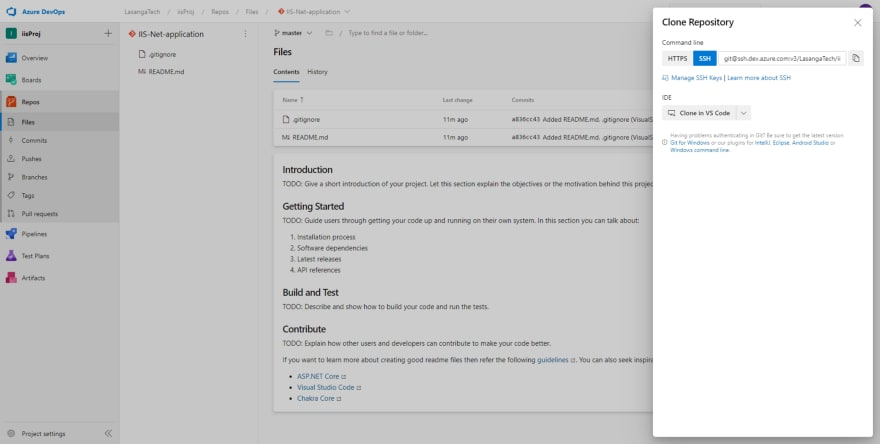 Azure DevOps
LasangaTech / iisProj / Repos / Files / IIS-Net-application
iisProj
Overview
Boards
Repos
Files
Commits
Pushes
Branches
Tags
Pull requests
Pipelines
Test Plans
Artifacts
Project settings
IIS-Net-application
.gitignore
README.md
master / Type to find a file or folder...
Files
Contents History
Name Last change Commits
.gitignore 11m ago a836cc43 Added README.md, .gitignore (VisualS
README.md 11m ago a836cc43 Added README.md, .gitignore (VisualS
Introduction
TODO: Give a short introduction of your project. Let this section explain the objectives or the motivation behind this proje
Getting Started
TODO: Guide users through getting your code up and running on their own system. In this section you can talk about:
1. Installation process
2. Software dependencies
3. Latest releases
4. API references
Build and Test
TODO: Describe and show how to build your code and run the tests.
Contribute
TODO: Explain how other users and developers can contribute to make your code better.
If you want to learn more about creating good readme files then refer the following guidelines. You can also seek inspira
ASP.NET Core
Visual Studio Code
Chakra Core
Clone Repository
Command line
HTTPS SSH git@ssh.dev.azure.com:v3/LasangaTech/ii
Manage SSH Keys | Learn more about SSH
IDE
Clone in VS Code
Having problems authenticating in Git? Be sure to get the latest version
Git for Windows or our plugins for IntelliJ, Eclipse, Android Studio or
Windows command line.